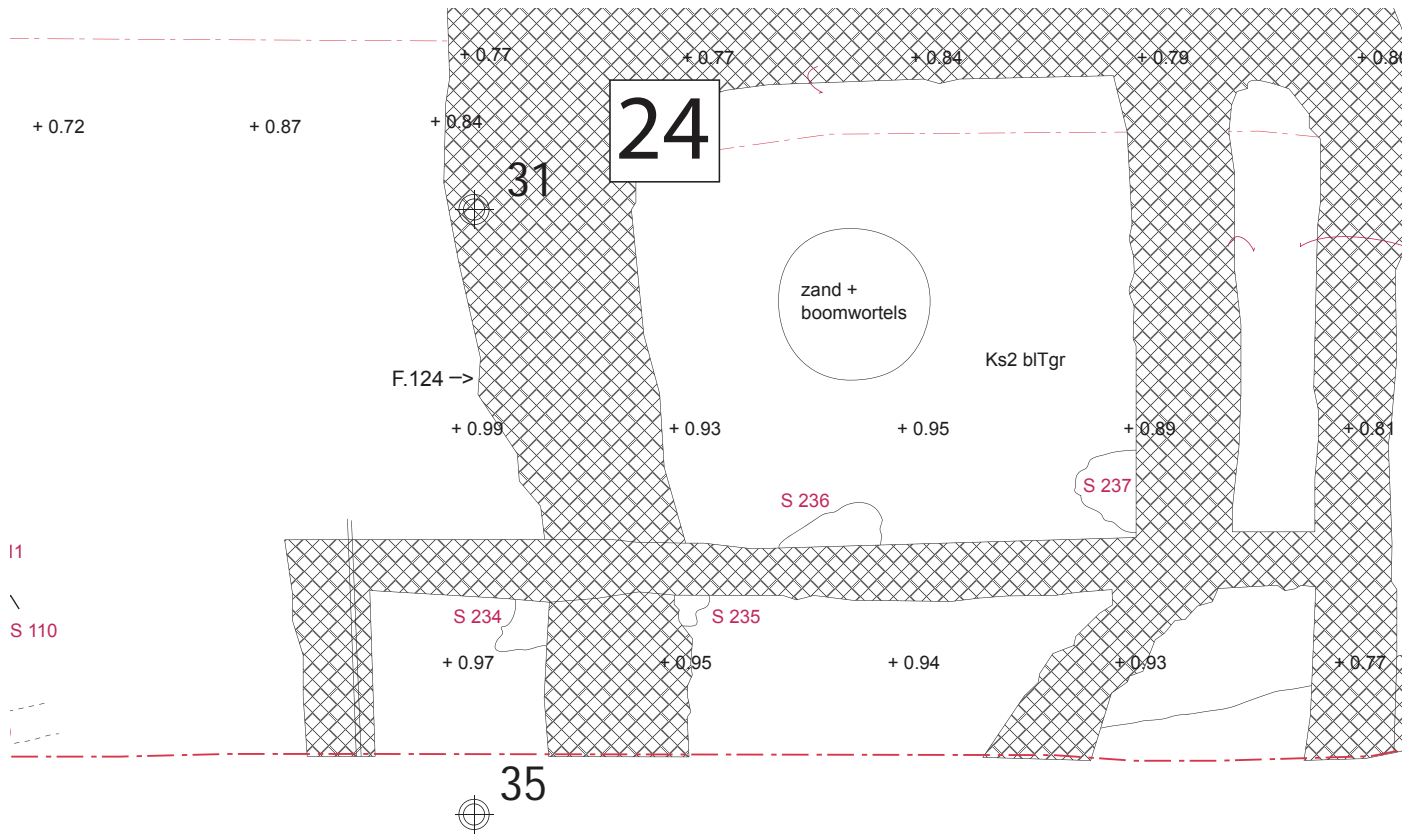 + 0.77
+ 0.77
+ 0.84
+ 0.79
+ 0.72
+ 0.87
+ 0.84
24
31
zand +
boomwortels
Ks2 blTgr
F.124 –>
+ 0.99
+ 0.93
+ 0.95
+ 0.89
+ 0.81
S 236
S 237
S 234
S 235
S 110
+ 0.97
+ 0.95
+ 0.94
+ 0.93
+ 0.77
35